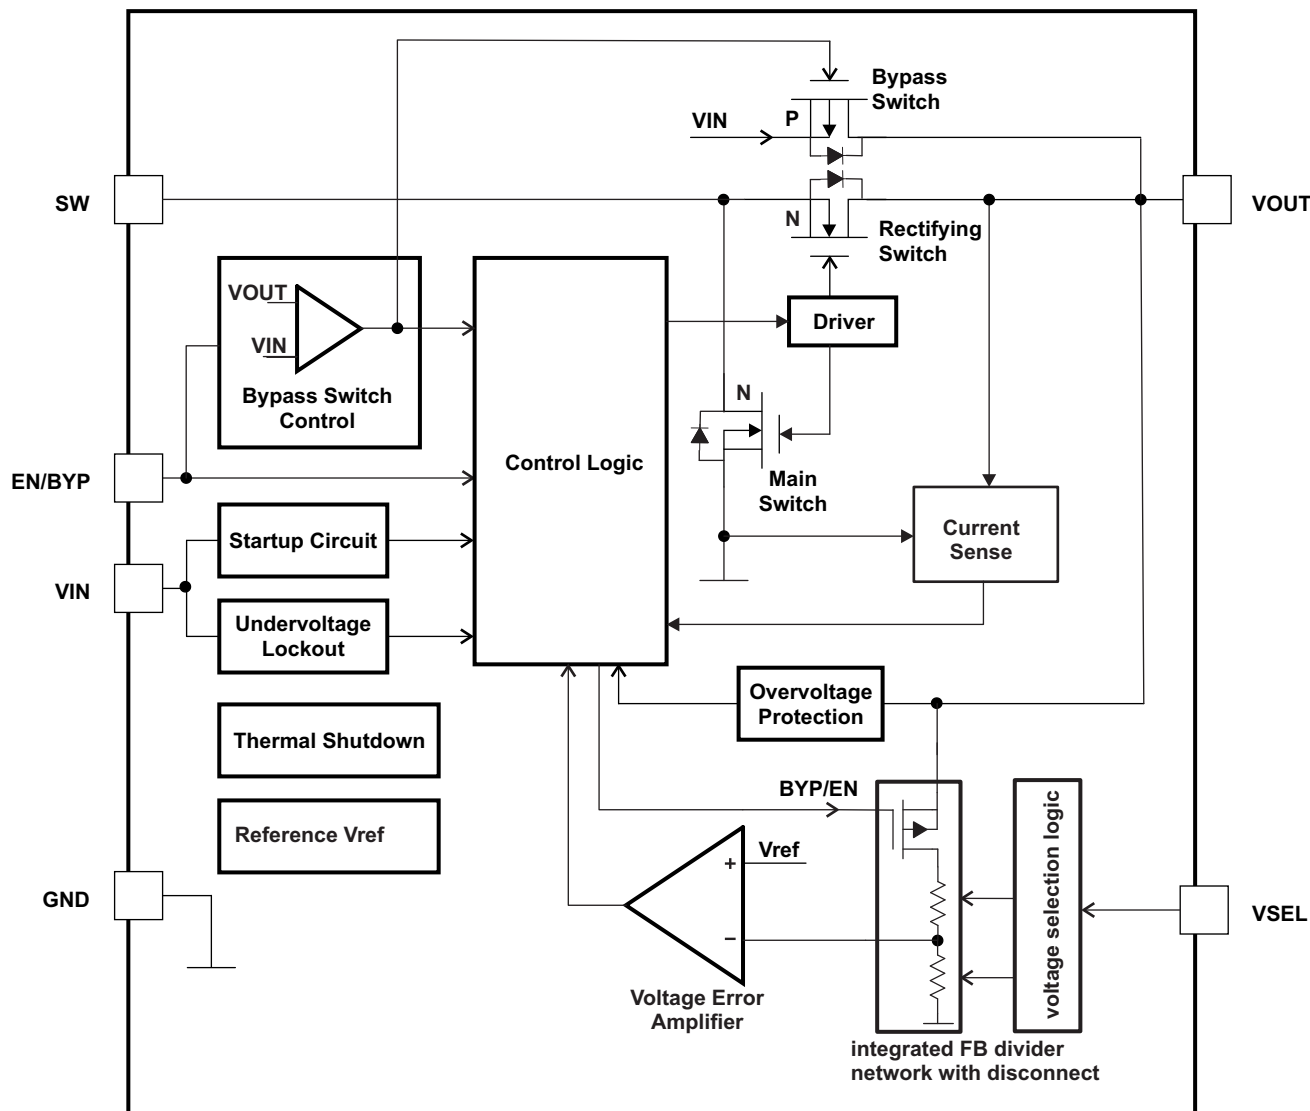 Bypass
Switch
P
VIN
SW
VOUT
N
Rectifying
Switch
VOUT
VIN
Bypass Switch
Control
Driver
N
Control Logic
Main
Switch
EN/BYP
Startup Circuit
Current
Sense
VIN
Undervoltage
Lockout
Overvoltage
Protection
Thermal Shutdown
BYP/EN
Reference Vref
+
Vref
−
voltage selection logic
GND
VSEL
Voltage Error
Amplifier
integrated FB divider
network with disconnect